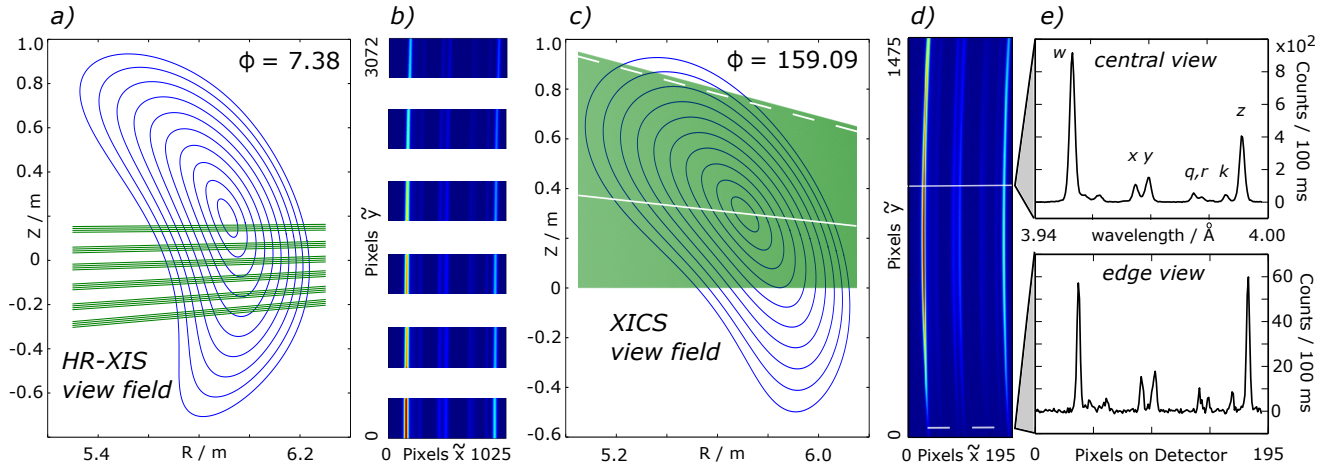 a)
ϕ = 7.38
1.0
0.8
0.6
0.4
0.2
0
-0.2
-0.4
-0.6
Z / m
HR-XIS
view field
5.4
R / m
6.2
b)
3072
Pixels ỹ
0
0 Pixels x̃ 1025
c)
ϕ = 159.09
1.0
0.8
0.6
0.4
0.2
0
-0.2
-0.4
-0.6
Z / m
XICS
view field
5.2
R / m
6.0
d)
1475
Pixels ỹ
0
0 Pixels x̃ 195
e)
w
central view
z
x y
q,r
k
x10²
8
6
4
2
0
Counts / 100 ms
3.94
wavelength / Å
4.00
edge view
60
40
20
0
Counts / 100 ms
0
Pixels on Detector
195